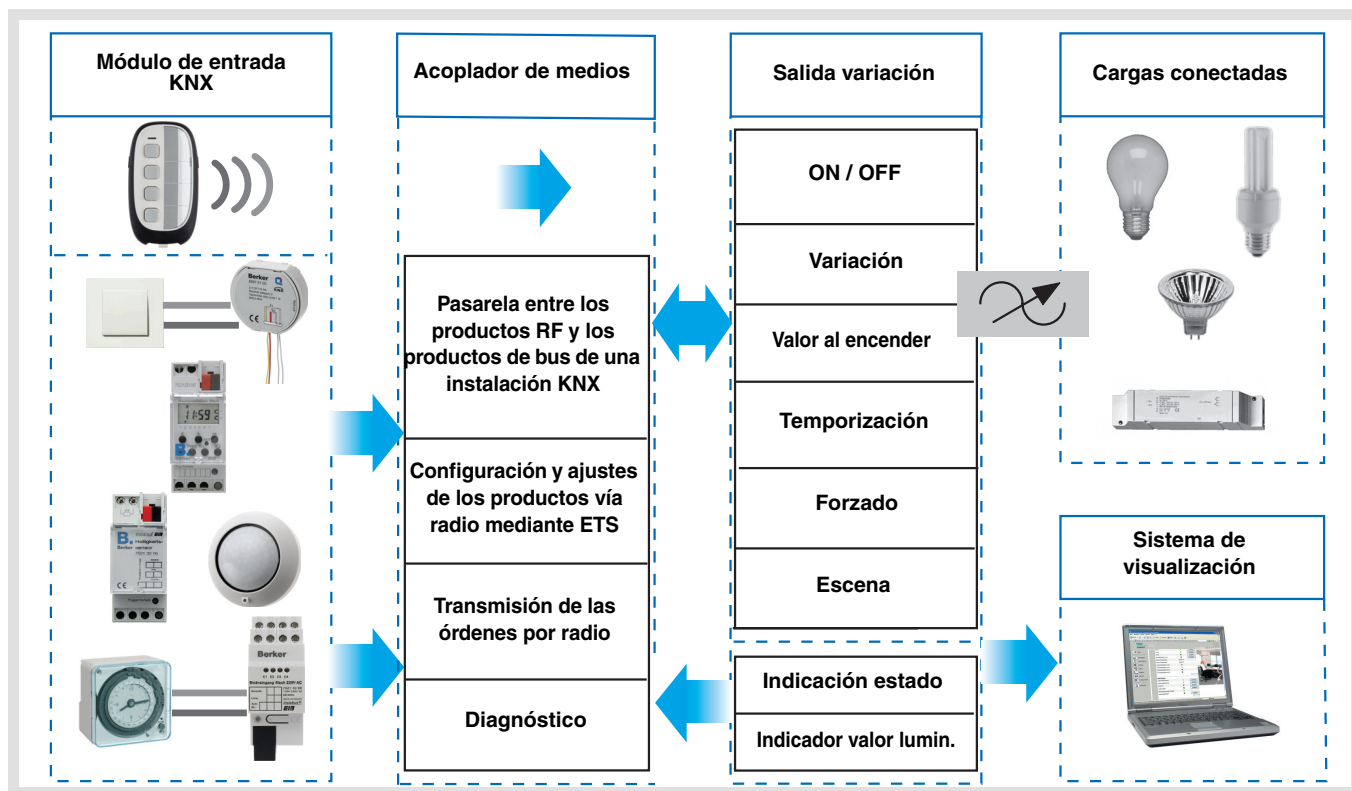 Módulo de entrada
KNX
Acoplador de medios
Salida variación
Cargas conectadas
ON / OFF
Variación
Valor al encender
Temporización
Forzado
Escena
Indicación estado
Indicador valor lumin.
Pasarela entre los
productos RF y los
productos de bus de una
instalación KNX
Configuración y ajustes
de los productos vía
radio mediante ETS
Transmisión de las
órdenes por radio
Diagnóstico
Sistema de
visualización
Berker
KNX
11:59
B.
Berker
Berker